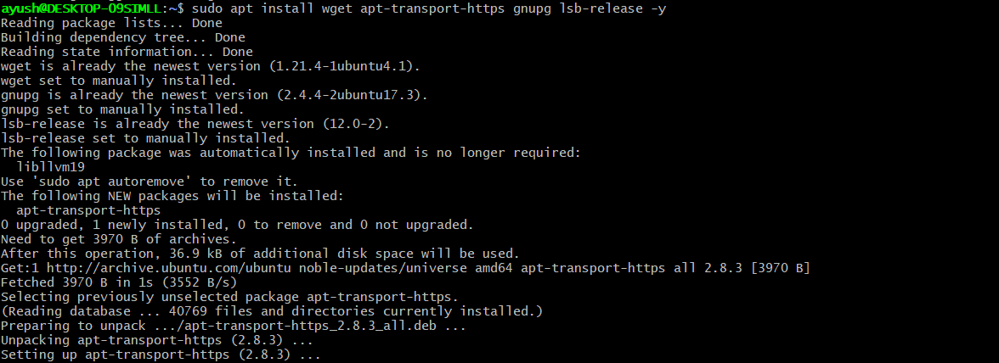 ayush@DESKTOP-O9SIMLL:~$ sudo apt install wget apt-transport-https gnupg lsb-release -y
Reading package lists... Done
Building dependency tree... Done
Reading state information... Done
wget is already the newest version (1.21.4-1ubuntu4.1).
wget set to manually installed.
gnupg is already the newest version (2.4.4-2ubuntu17.3).
gnupg set to manually installed.
lsb-release is already the newest version (12.0-2).
lsb-release set to manually installed.
The following package was automatically installed and is no longer required:
  libllvm19
Use 'sudo apt autoremove' to remove it.
The following NEW packages will be installed:
  apt-transport-https
0 upgraded, 1 newly installed, 0 to remove and 0 not upgraded.
Need to get 3970 B of archives.
After this operation, 36.9 kB of additional disk space will be used.
Get:1 http://archive.ubuntu.com/ubuntu noble-updates/universe amd64 apt-transport-https all 2.8.3 [3970 B]
Fetched 3970 B in 1s (3552 B/s)
Selecting previously unselected package apt-transport-https.
(Reading database ... 40769 files and directories currently installed.)
Preparing to unpack .../apt-transport-https_2.8.3_all.deb ...
Unpacking apt-transport-https (2.8.3) ...
Setting up apt-transport-https (2.8.3) ...